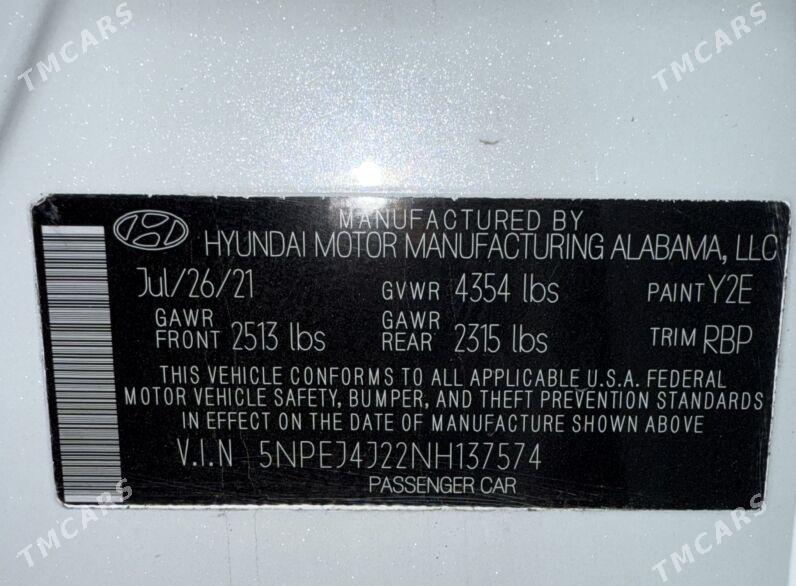 TMCARS
TMCARS
MANUFACTURED BY
HYUNDAI MOTOR MANUFACTURING ALABAMA, LLC
Jul/26/21 GVWR 4354 lbs PAINT Y2E
GAWR FRONT 2513 lbs GAWR REAR 2315 lbs TRIM RBP
THIS VEHICLE CONFORMS TO ALL APPLICABLE U.S.A. FEDERAL
MOTOR VEHICLE SAFETY, BUMPER, AND THEFT PREVENTION STANDARDS
IN EFFECT ON THE DATE OF MANUFACTURE SHOWN ABOVE
V.I.N 5NPEJ4J22NH137574
PASSENGER CAR
TMCARS
TMCARS